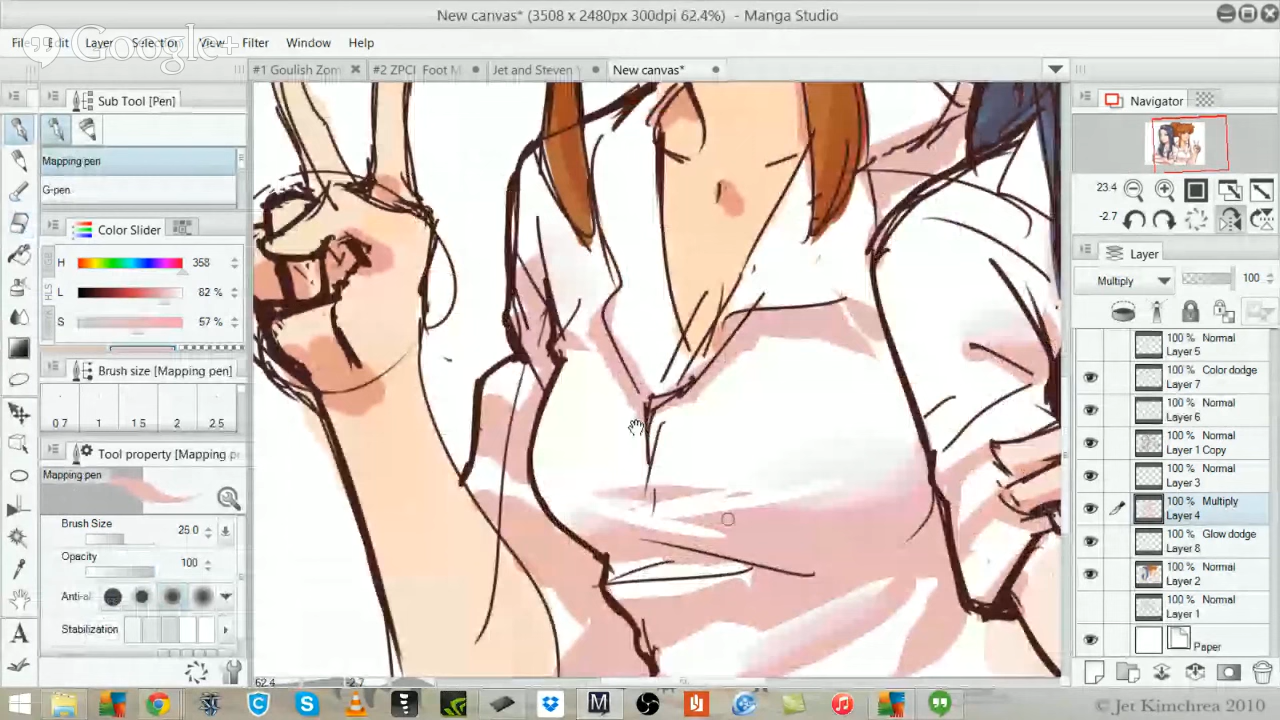 New canvas* (3508 x 2480px 300dpi 62.4%) - Manga Studio
File Edit Layer Selection View Filter Window Help
Google+
#1 Goulish Zom #2 ZPCI Foot M Jet and Steven New canvas*
Sub Tool [Pen]
Mapping pen
G-pen
Color Slider
H 358
L 82 %
S 57 %
Brush size [Mapping pen]
0.7 1 1.5 2 2.5
Tool property [Mapping p
Mapping pen
Brush Size 25.0
Opacity 100
Anti-al
Stabilization
62.4
Navigator
23.4
-2.7
Layer
Multiply 100
100 % Normal
Layer 5
100 % Color dodge
Layer 7
100 % Normal
Layer 6
100 % Normal
Layer 1 Copy
100 % Normal
Layer 3
100 % Multiply
Layer 4
100 % Glow dodge
Layer 8
100 % Normal
Layer 2
100 % Normal
Layer 1
Paper
© Jet Kimchrea 2010